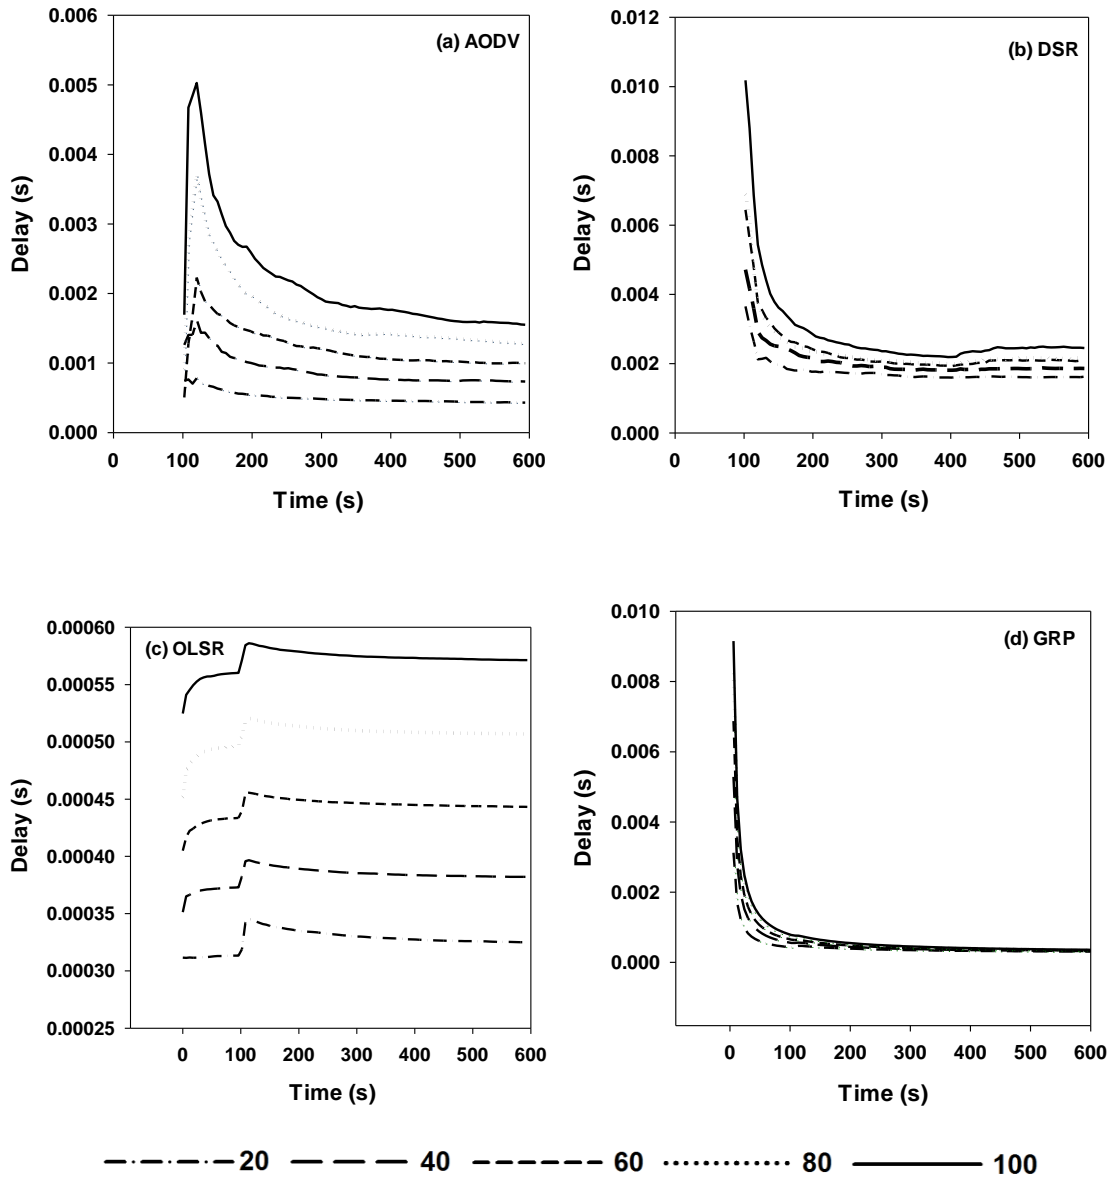 0.006
0.005
0.004
0.003
0.002
0.001
0.000
Delay (s)
(a) AODV
0 100 200 300 400 500 600
Time (s)
0.012
0.010
0.008
0.006
0.004
0.002
0.000
Delay (s)
(b) DSR
0 100 200 300 400 500 600
Time (s)
0.00060
0.00055
0.00050
0.00045
0.00040
0.00035
0.00030
0.00025
Delay (s)
(c) OLSR
0 100 200 300 400 500 600
Time (s)
0.010
0.008
0.006
0.004
0.002
0.000
Delay (s)
(d) GRP
0 100 200 300 400 500 600
Time (s)
20 40 60 80 100